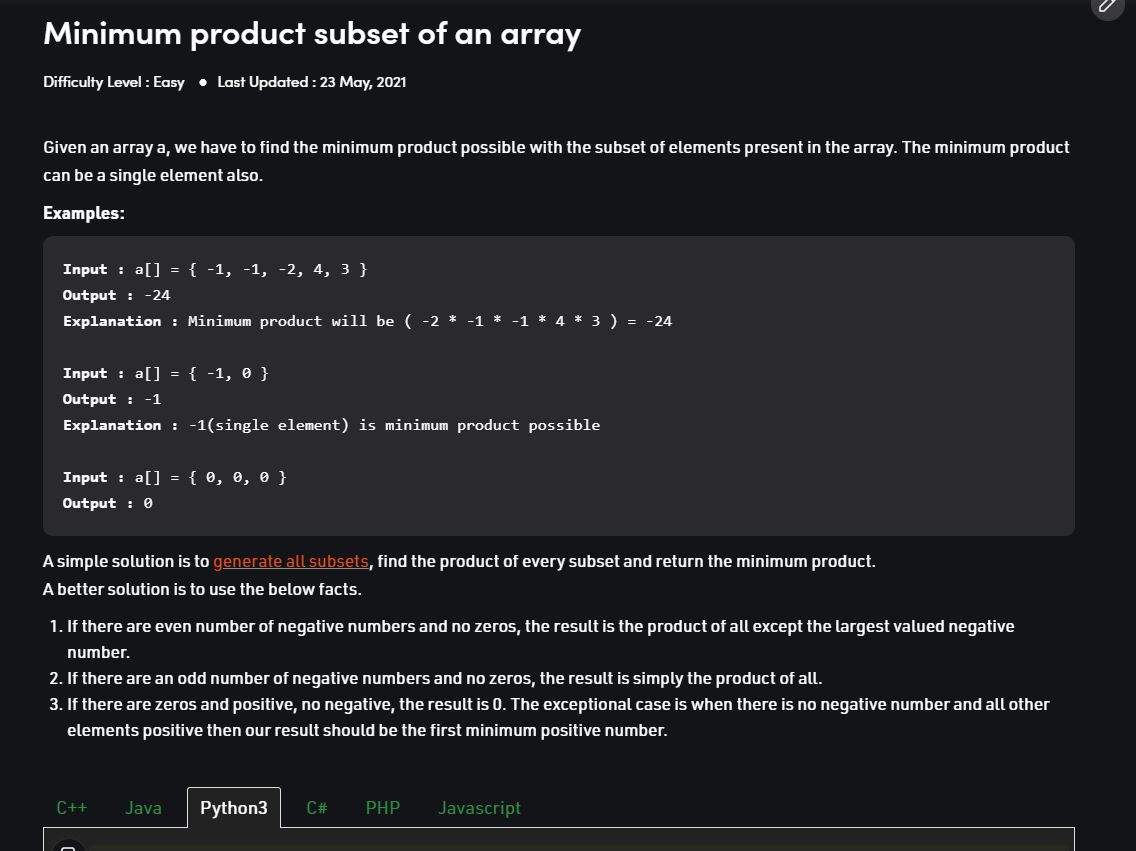 Minimum product subset of an array
Difficulty Level : Easy ● Last Updated : 23 May, 2021
Given an array a, we have to find the minimum product possible with the subset of elements present in the array. The minimum product
can be a single element also.
Examples:
Input : a[] = { -1, -1, -2, 4, 3 }
Output : -24
Explanation : Minimum product will be ( -2 * -1 * -1 * 4 * 3 ) = -24
Input : a[] = { -1, 0 }
Output : -1
Explanation : -1(single element) is minimum product possible
Input : a[] = { 0, 0, 0 }
Output : 0
A simple solution is to generate all subsets, find the product of every subset and return the minimum product.
A better solution is to use the below facts.
1. If there are even number of negative numbers and no zeros, the result is the product of all except the largest valued negative
number.
2. If there are an odd number of negative numbers and no zeros, the result is simply the product of all.
3. If there are zeros and positive, no negative, the result is 0. The exceptional case is when there is no negative number and all other
elements positive then our result should be the first minimum positive number.
C++ Java Python3 C# PHP Javascript